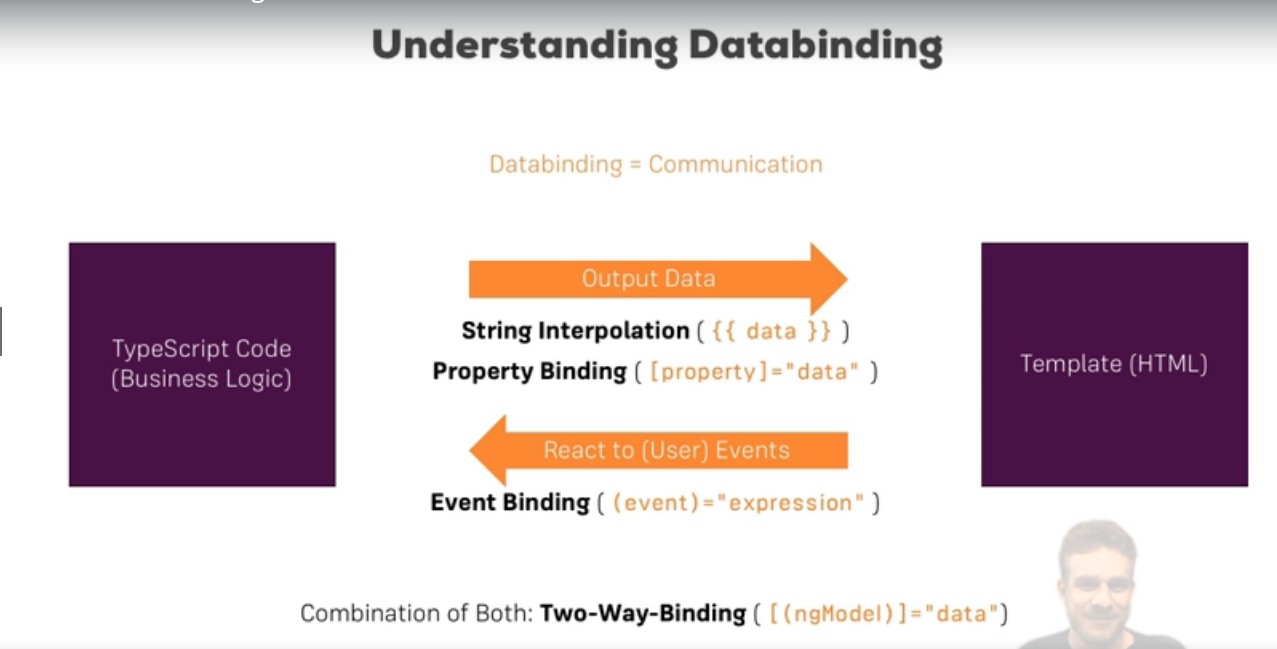 Understanding Databinding
Databinding = Communication
Output Data
String Interpolation ( {{ data }} )
Property Binding ( [property]="data" )
TypeScript Code
(Business Logic)
Template (HTML)
React to (User) Events
Event Binding ( (event)="expression" )
Combination of Both: Two-Way-Binding ( [(ngModel)]="data")